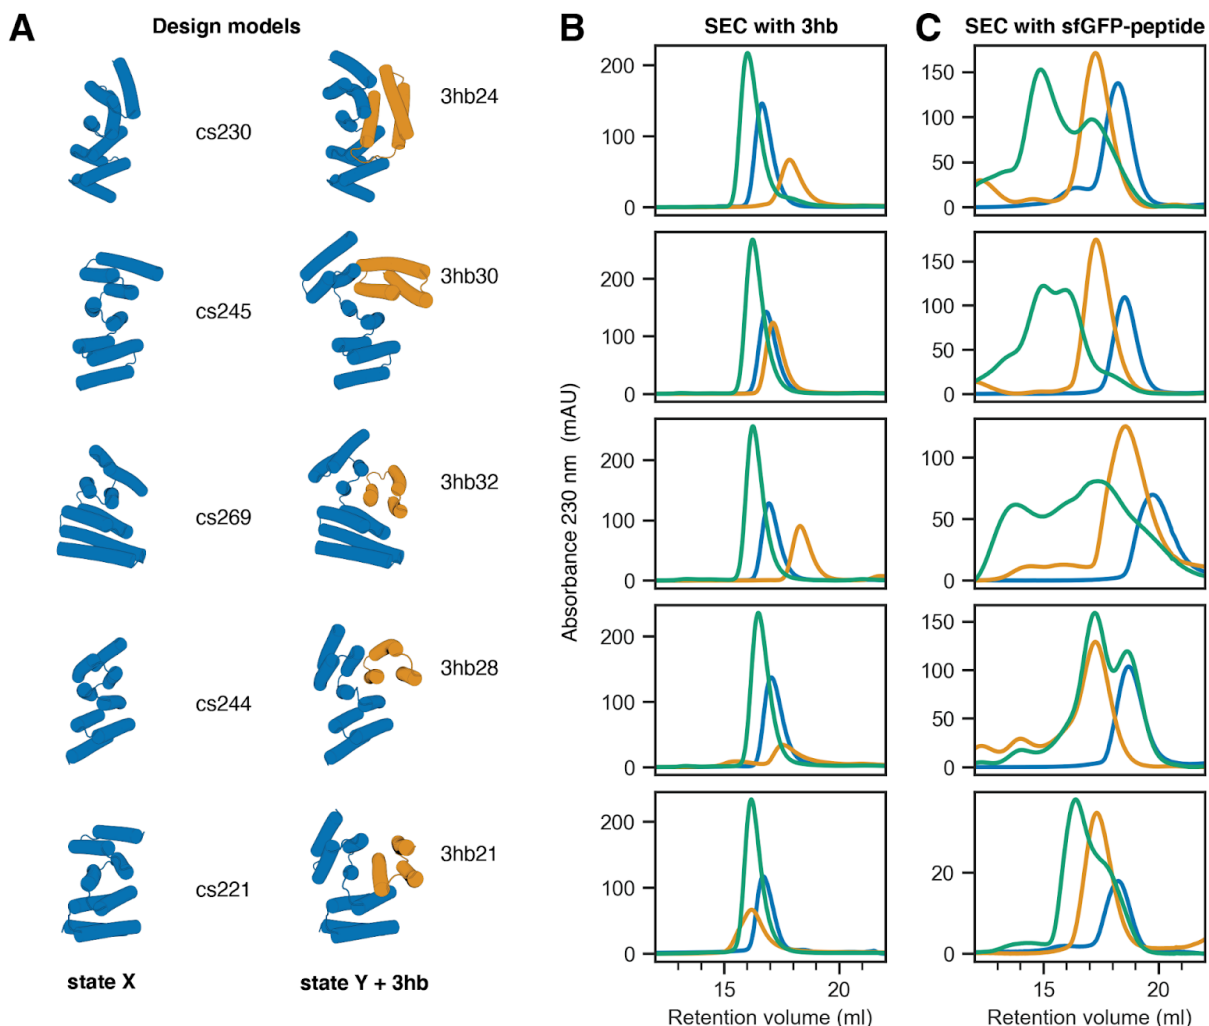 A
Design models
B
SEC with 3hb
C
SEC with sfGFP-peptide
cs230
3hb24
cs245
3hb30
cs269
3hb32
cs244
3hb28
cs221
3hb21
state X
state Y + 3hb
Absorbance 230 nm (mAU)
200
100
0
200
100
0
200
100
0
200
100
0
200
100
0
15
20
Retention volume (ml)
150
100
50
0
150
100
50
0
100
50
0
150
100
50
0
20
0
15
20
Retention volume (ml)